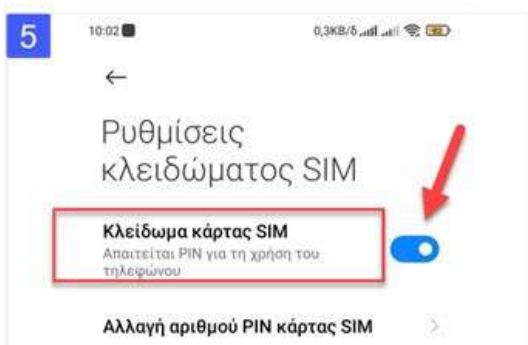 5
10:02
0,3KB/δ
Ρυθμίσεις
κλειδώματος SIM
Κλείδωμα κάρτας SIM
Απαιτείται PIN για τη χρήση του
τηλεφώνου
Αλλαγή αριθμού PIN κάρτας SIM